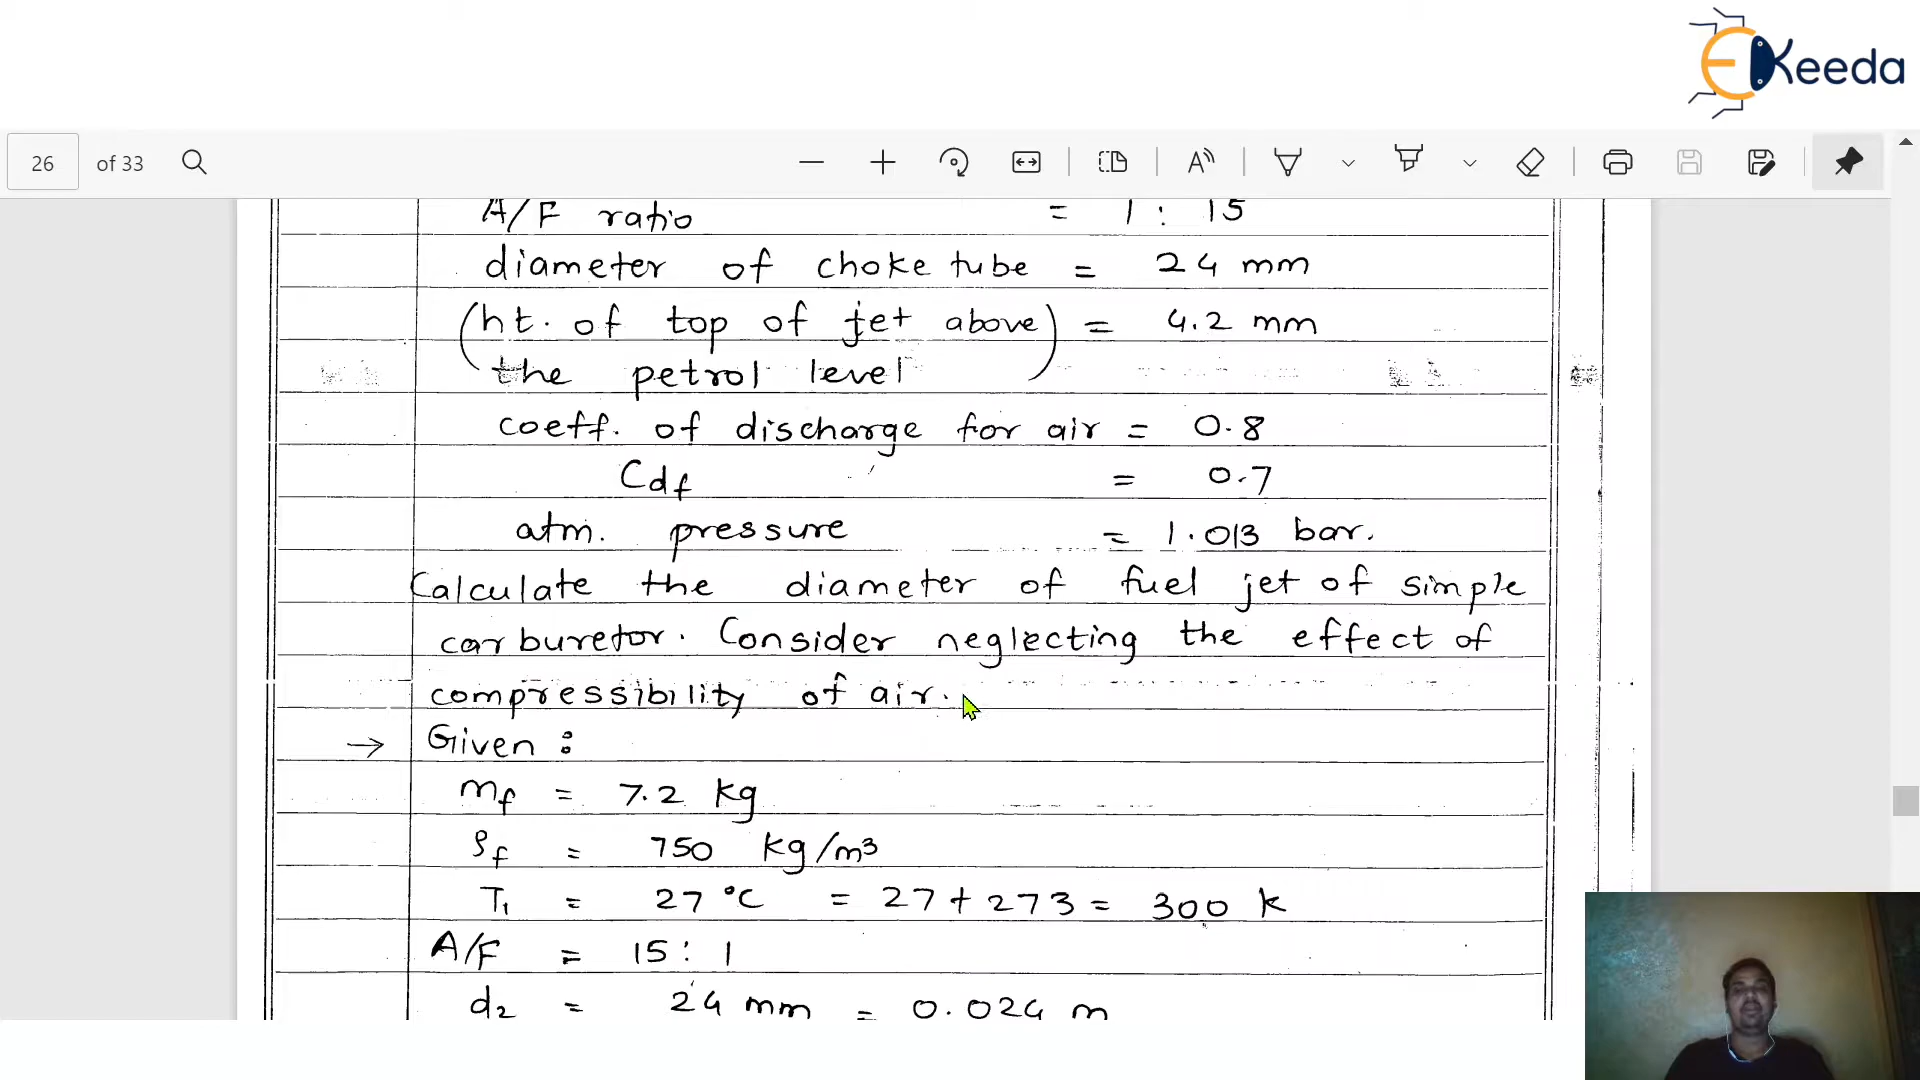 EKeeda
26 of 33
A/F ratio = 1 : 15
diameter of choke tube = 24 mm
(ht. of top of jet above) = 4.2 mm
the petrol level
coeff. of discharge for air = 0.8
Cdf = 0.7
atm. pressure = 1.013 bar.
Calculate the diameter of fuel jet of simple
carburetor. Consider neglecting the effect of
compressibility of air.
→ Given :
mf = 7.2 kg
ρf = 750 kg/m³
T₁ = 27 °C = 27 + 273 = 300 k
A/F = 15 : 1
d₂ = 24 mm = 0.024 m